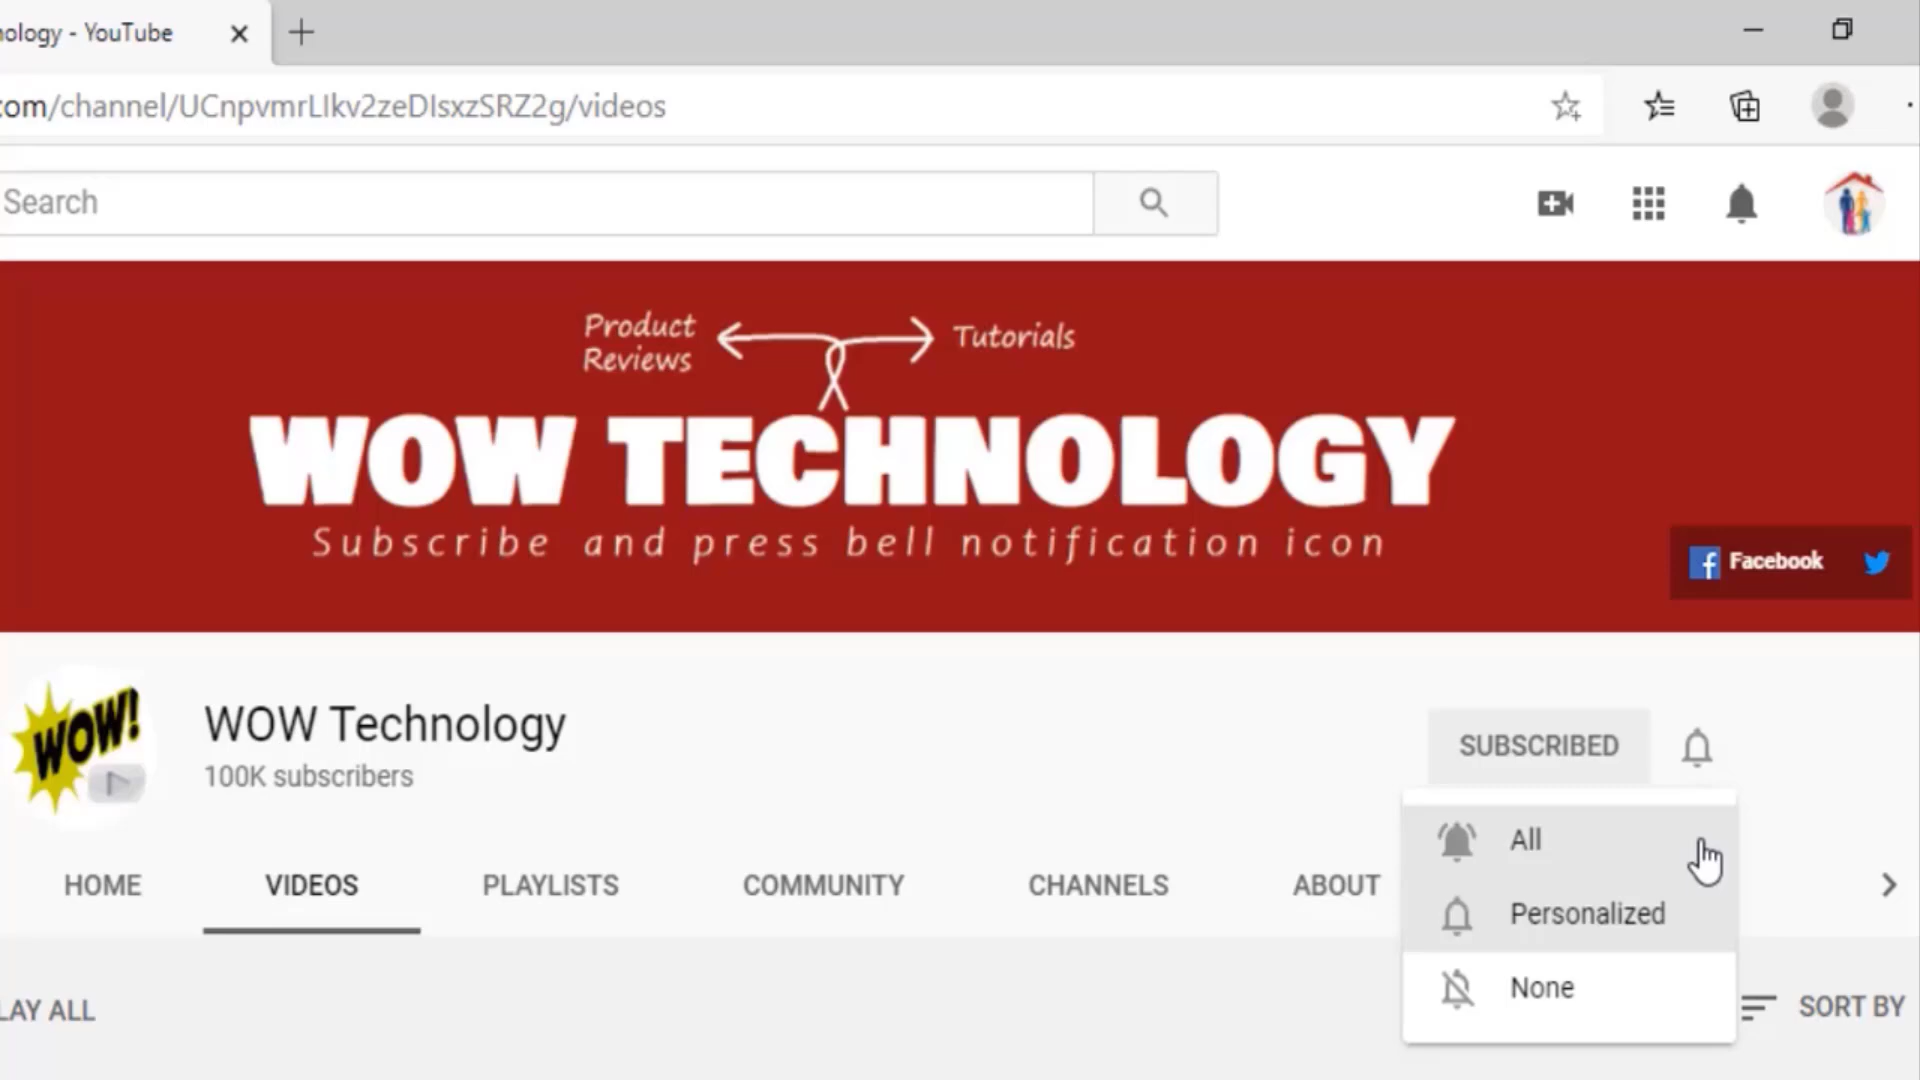 nology - YouTube
com/channel/UCnpvmrLIkv2zeDIsxzSRZ2g/videos
Search
Product
Reviews
Tutorials
WOW TECHNOLOGY
Subscribe and press bell notification icon
f Facebook
WOW!
WOW Technology
100K subscribers
SUBSCRIBED
All
HOME VIDEOS PLAYLISTS COMMUNITY CHANNELS ABOUT
Personalized
None
LAY ALL
SORT BY